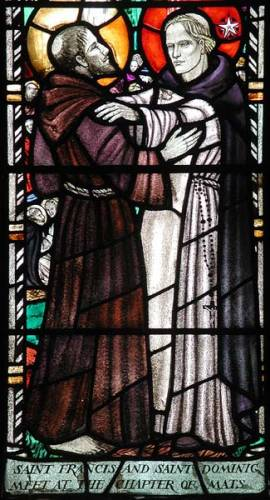 SAINT FRANCIS AND SAINT DOMINIC
MEET AT THE CHAPTER OF MATS